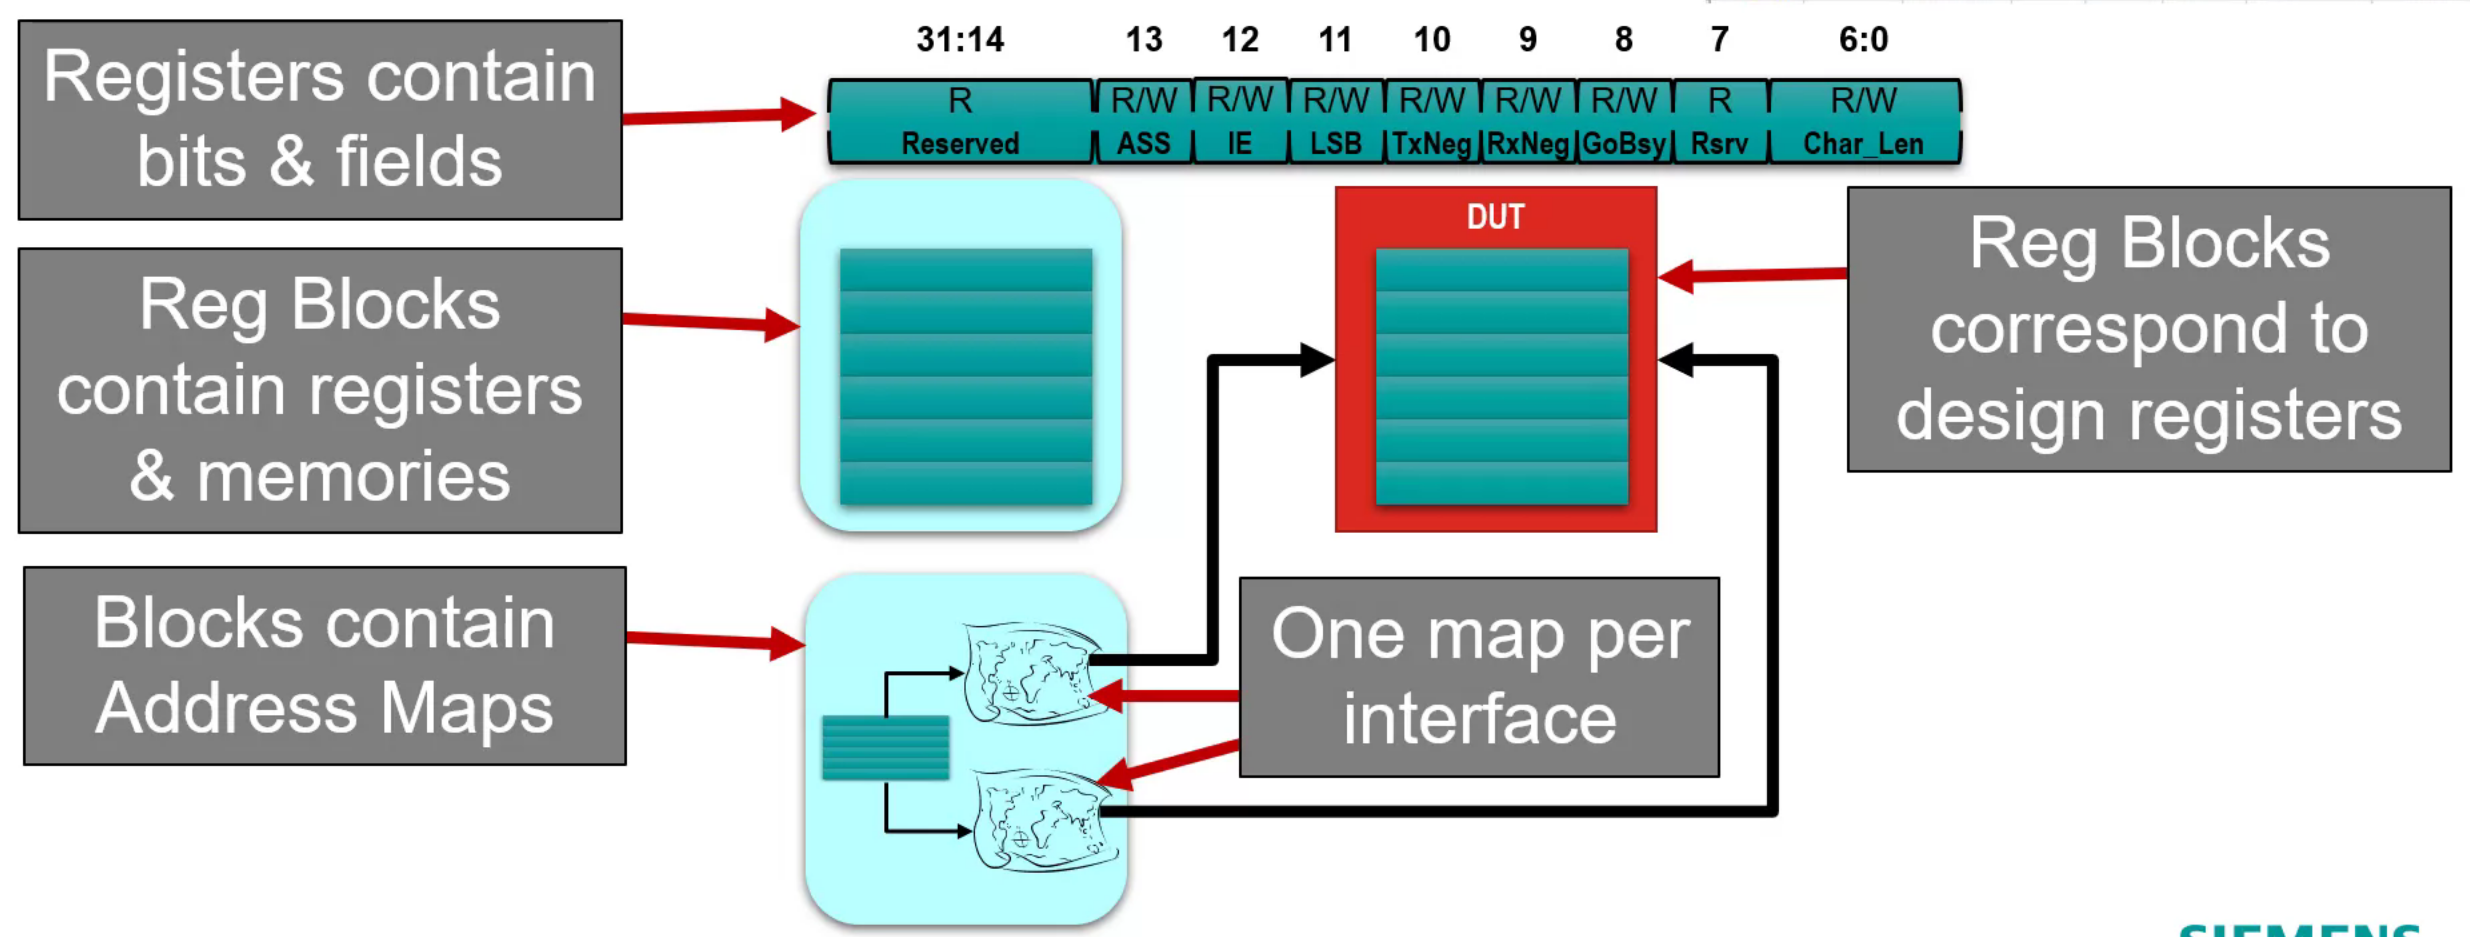 Registers contain
bits & fields
31:14 13 12 11 10 9 8 7 6:0
R R/W R/W R/W R/W R/W R/W R R/W
Reserved ASS IE LSB TxNeg RxNeg GoBsy Rsrv Char_Len
Reg Blocks
contain registers
& memories
DUT
Reg Blocks
correspond to
design registers
Blocks contain
Address Maps
One map per
interface
SIEMENS